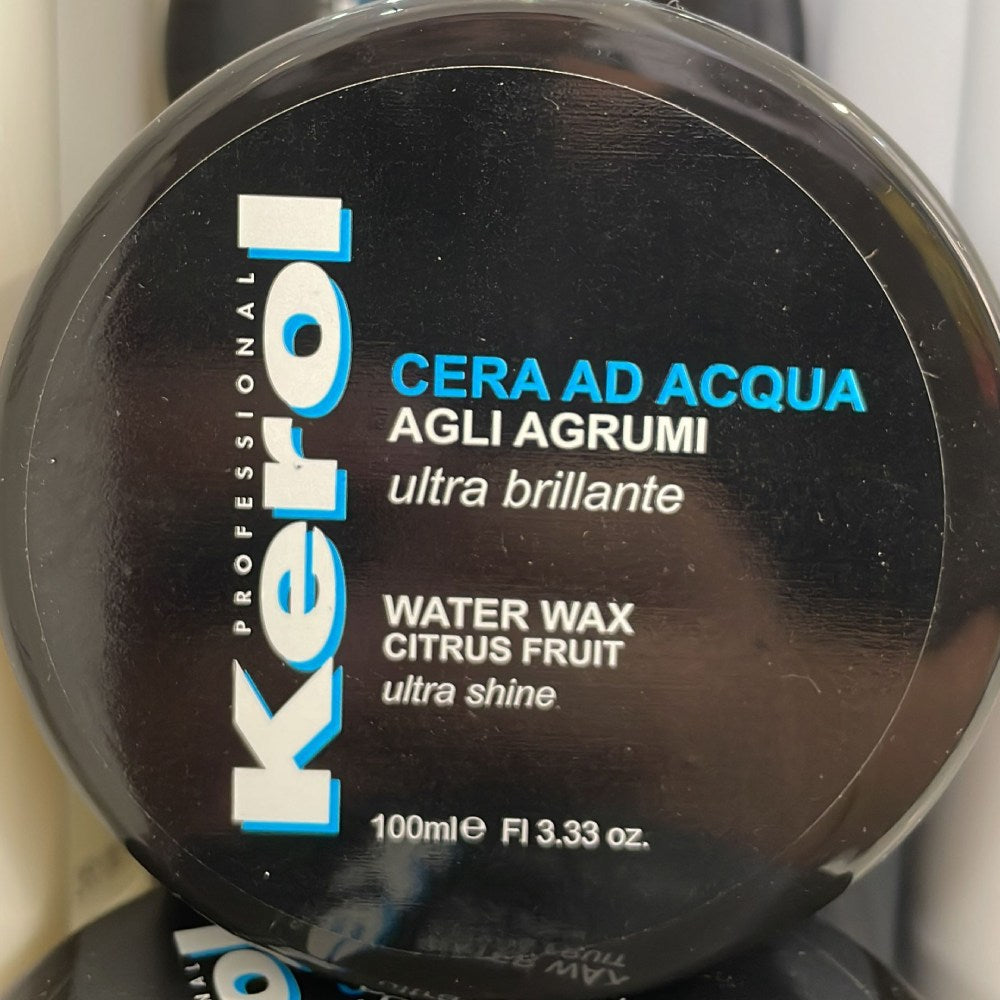 Kerol
PROFESSIONAL
CERA AD ACQUA
AGLI AGRUMI
ultra brillante
WATER WAX
CITRUS FRUIT
ultra shine
100ml℮ Fl 3.33 oz.